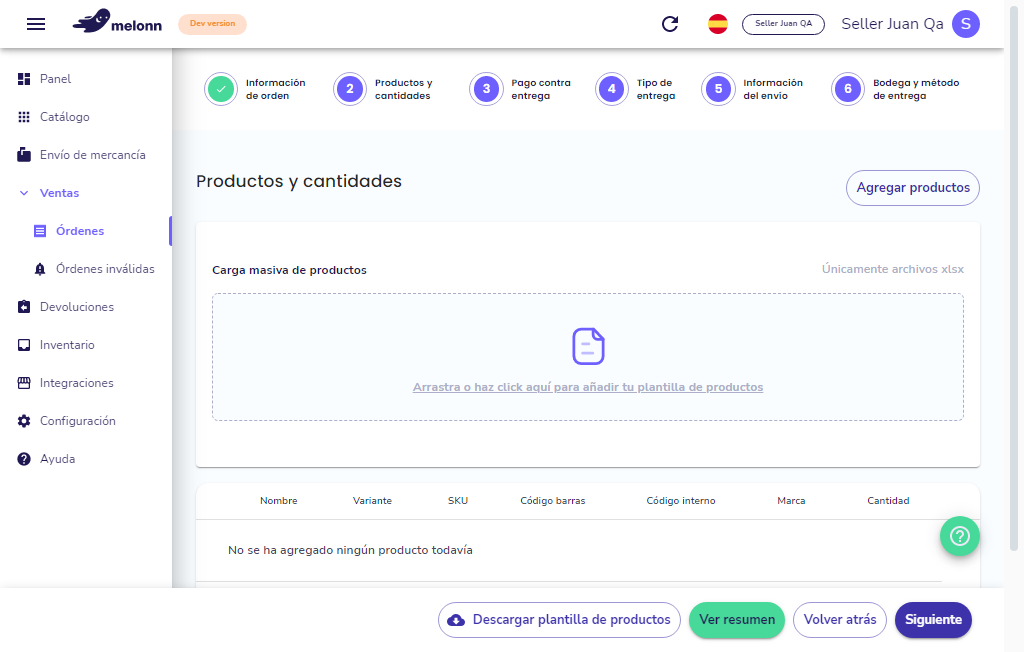 melonn
Dev version
Seller Juan QA
Seller Juan Qa
S
Panel
Catálogo
Envío de mercancía
Ventas
Órdenes
Órdenes inválidas
Devoluciones
Inventario
Integraciones
Configuración
Ayuda
Información
de orden
2
Productos y
cantidades
3
Pago contra
entrega
4
Tipo de
entrega
5
Información
del envio
6
Bodega y método
de entrega
Productos y cantidades
Agregar productos
Carga masiva de productos
Únicamente archivos xlsx
Arrastra o haz click aquí para añadir tu plantilla de productos
Nombre Variante SKU Código barras Código interno Marca Cantidad
No se ha agregado ningún producto todavía
Descargar plantilla de productos
Ver resumen
Volver atrás
Siguiente